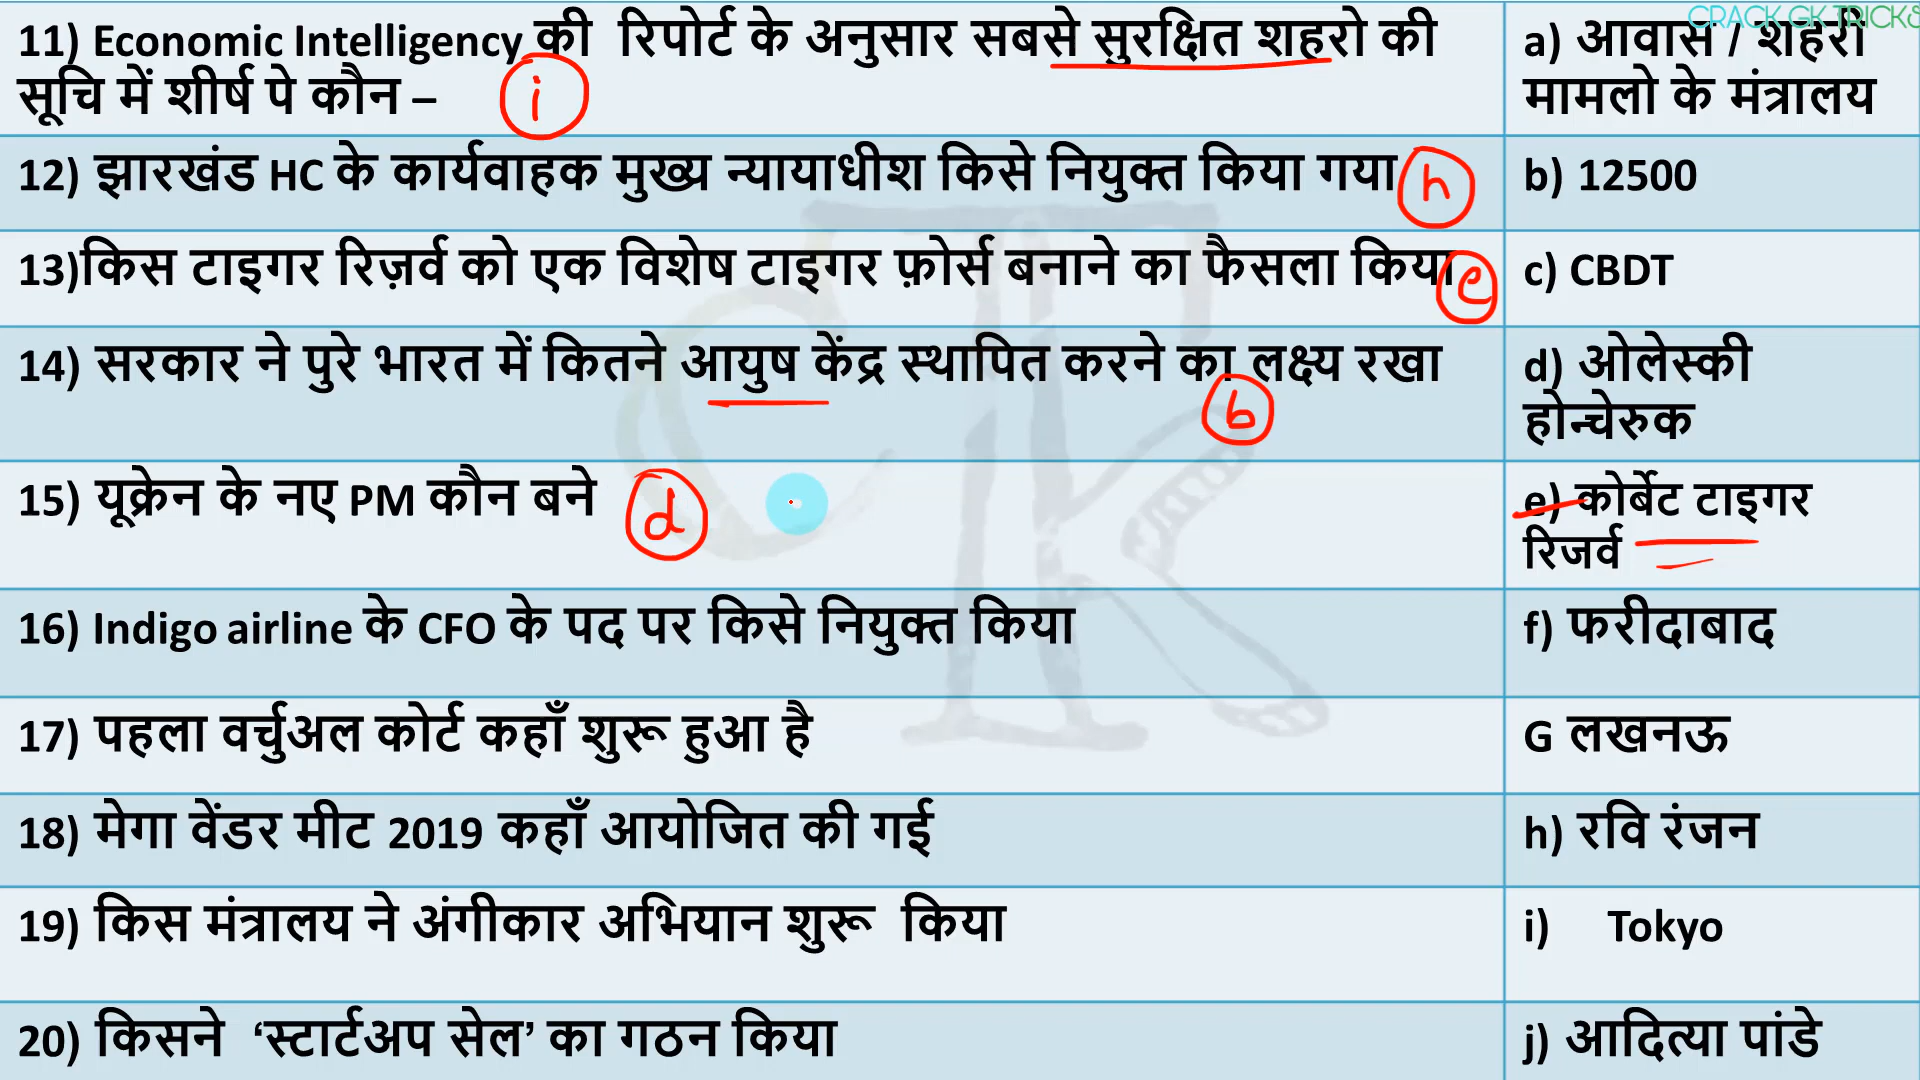 CRACK GK TRICKS
11) Economic Intelligency की रिपोर्ट के अनुसार सबसे सुरक्षित शहरो की
सूचि में शीर्ष पे कौन –
i
a) आवास / शहरी
मामलो के मंत्रालय
12) झारखंड HC के कार्यवाहक मुख्य न्यायाधीश किसे नियुक्त किया गया
h
b) 12500
13)किस टाइगर रिज़र्व को एक विशेष टाइगर फ़ोर्स बनाने का फैसला किया
e
c) CBDT
14) सरकार ने पुरे भारत में कितने आयुष केंद्र स्थापित करने का लक्ष्य रखा
b
d) ओलेस्की
होन्चेरुक
15) यूक्रेन के नए PM कौन बने
d
e) कोर्बेट टाइगर
रिजर्व
16) Indigo airline के CFO के पद पर किसे नियुक्त किया
f) फरीदाबाद
17) पहला वर्चुअल कोर्ट कहाँ शुरू हुआ है
G लखनऊ
18) मेगा वेंडर मीट 2019 कहाँ आयोजित की गई
h) रवि रंजन
19) किस मंत्रालय ने अंगीकार अभियान शुरू किया
i) Tokyo
20) किसने ‘स्टार्टअप सेल’ का गठन किया
j) आदित्या पांडे